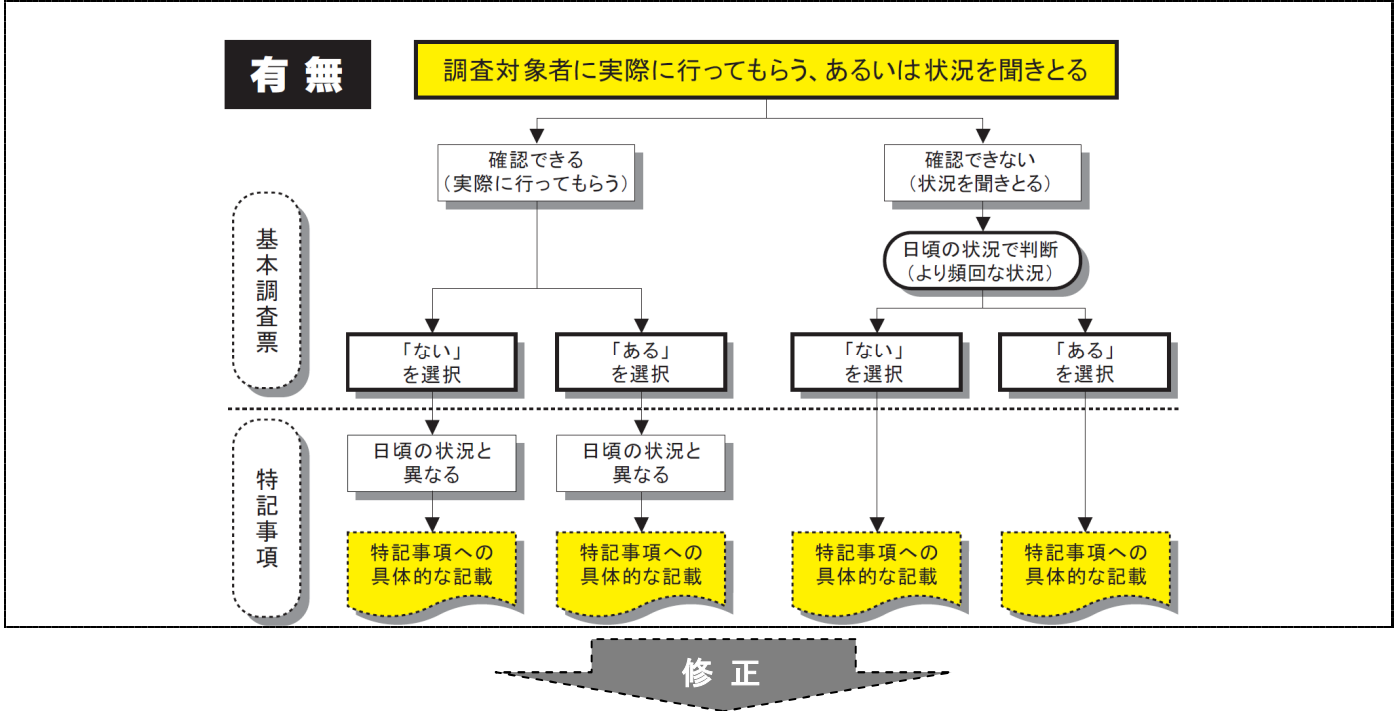 有無
調査対象者に実際に行ってもらう、あるいは状況を聞きとる
確認できる
（実際に行ってもらう）
確認できない
（状況を聞きとる）
日頃の状況で判断
（より頻回な状況）
基本調査票
「ない」
を選択
「ある」
を選択
「ない」
を選択
「ある」
を選択
特記事項
日頃の状況と
異なる
日頃の状況と
異なる
特記事項への
具体的な記載
特記事項への
具体的な記載
特記事項への
具体的な記載
特記事項への
具体的な記載
修正